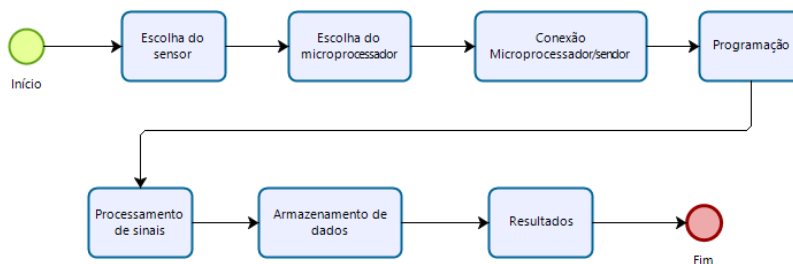 Início
Escolha do
sensor
Escolha do
microprocessador
Conexão
Microprocessador/sendor
Programação
Processamento
de sinais
Armazenamento de
dados
Resultados
Fim